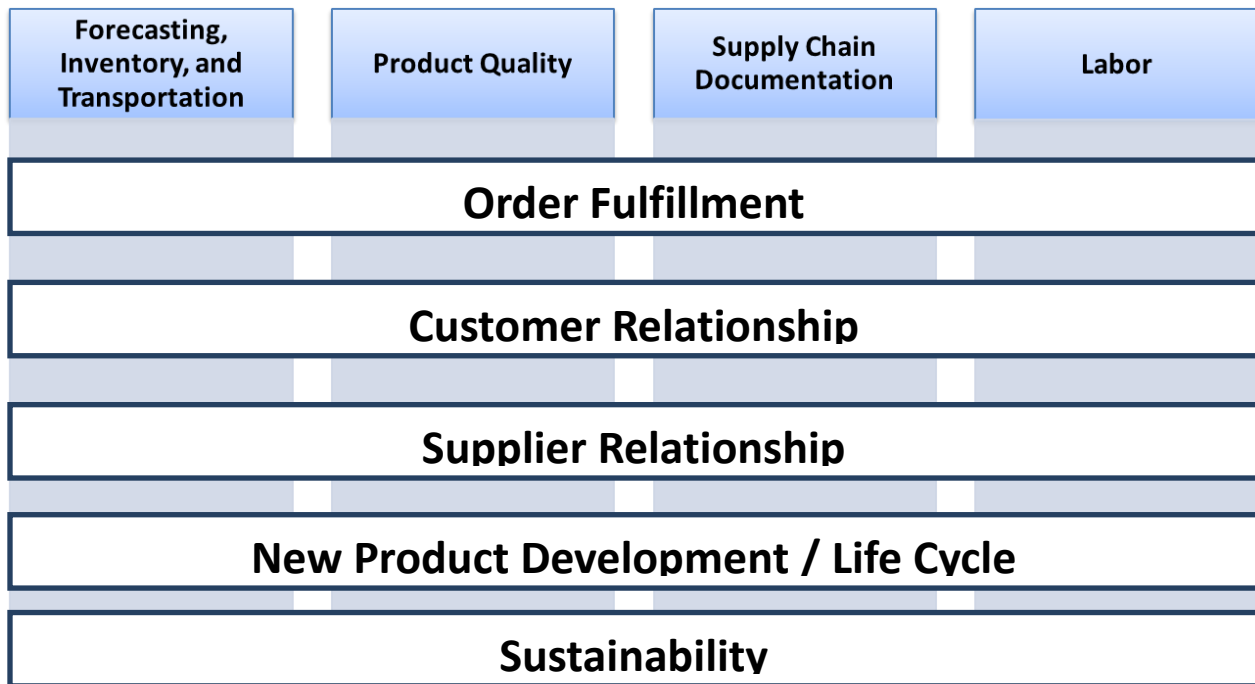 Forecasting,
Inventory, and
Transportation
Product Quality
Supply Chain
Documentation
Labor
Order Fulfillment
Customer Relationship
Supplier Relationship
New Product Development / Life Cycle
Sustainability